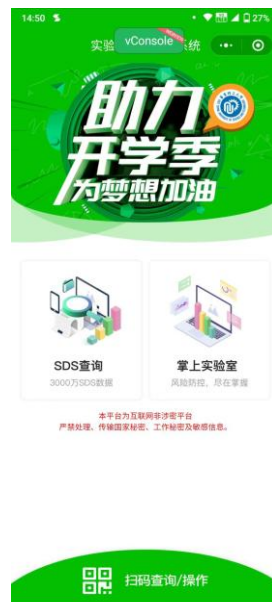 14:50
27%
实验
vConsole
统
助力
开学季
为梦想加油
SDS查询
3000万SDS数据
掌上实验室
风险防控，尽在掌握
本平台为互联网非涉密平台
严禁处理、传输国家秘密、工作秘密及敏感信息。
扫码查询/操作